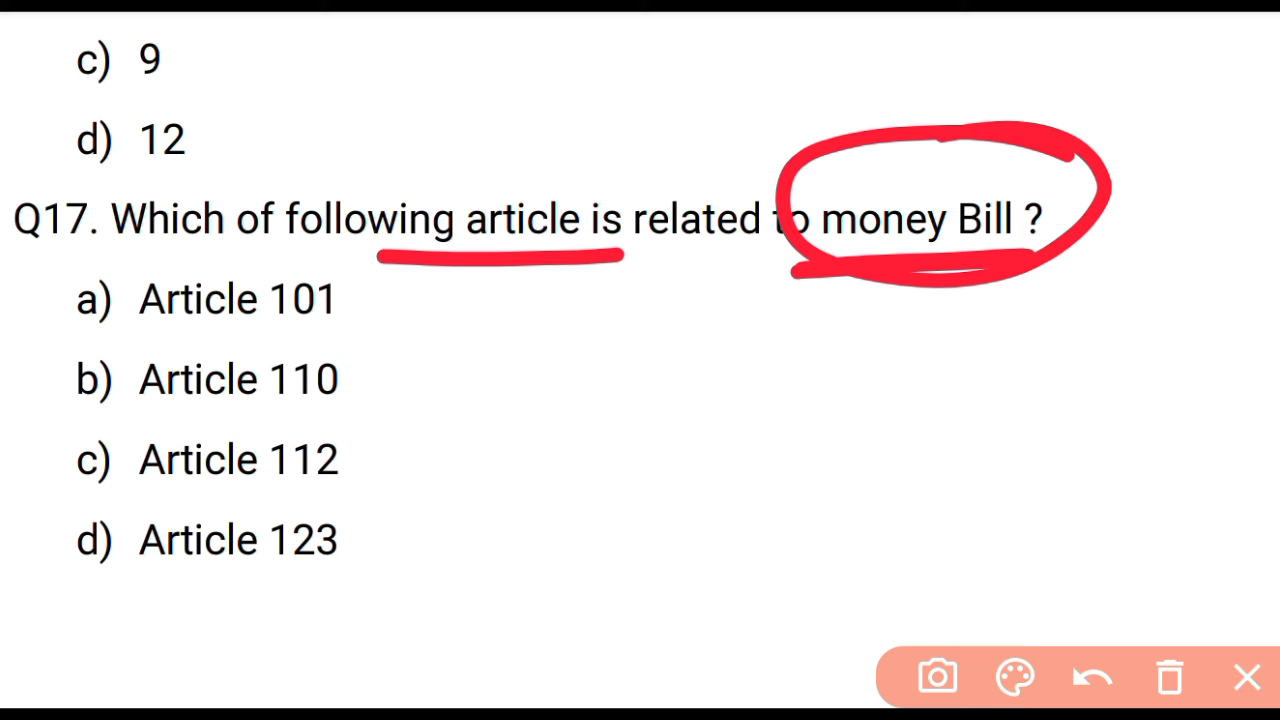 c) 9
d) 12
Q17. Which of following article is related to money Bill ?
a) Article 101
b) Article 110
c) Article 112
d) Article 123